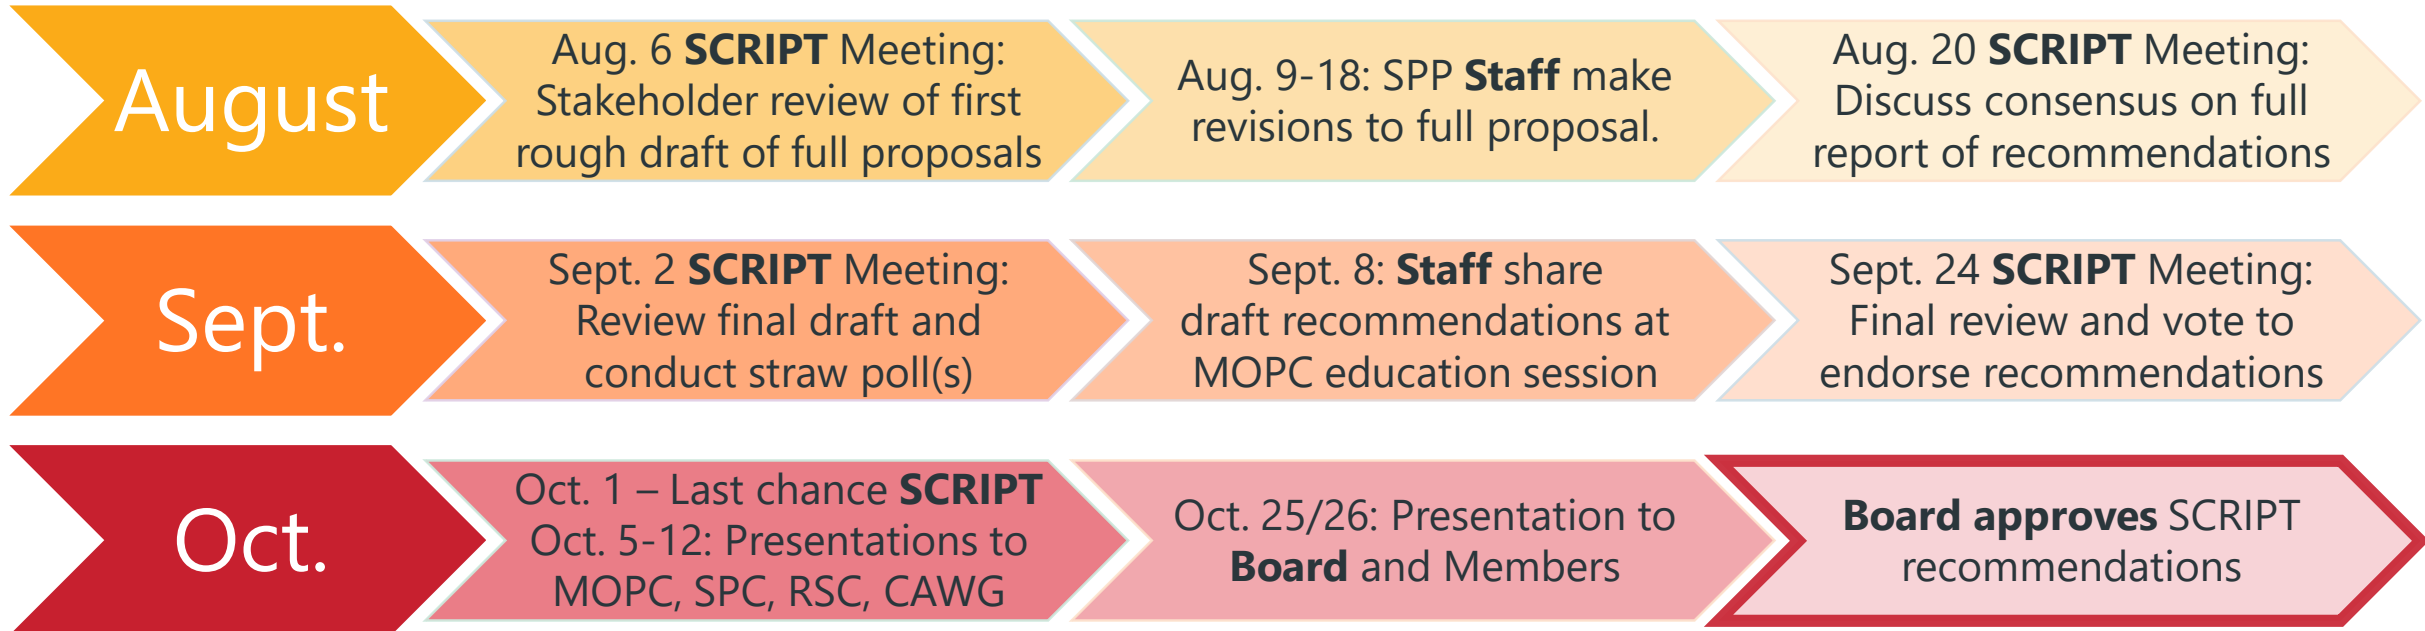 August
Aug. 6 SCRIPT Meeting:
Stakeholder review of first
rough draft of full proposals
Aug. 9-18: SPP Staff make
revisions to full proposal.
Aug. 20 SCRIPT Meeting:
Discuss consensus on full
report of recommendations
Sept.
Sept. 2 SCRIPT Meeting:
Review final draft and
conduct straw poll(s)
Sept. 8: Staff share
draft recommendations at
MOPC education session
Sept. 24 SCRIPT Meeting:
Final review and vote to
endorse recommendations
Oct.
Oct. 1 – Last chance SCRIPT
Oct. 5-12: Presentations to
MOPC, SPC, RSC, CAWG
Oct. 25/26: Presentation to
Board and Members
Board approves SCRIPT
recommendations